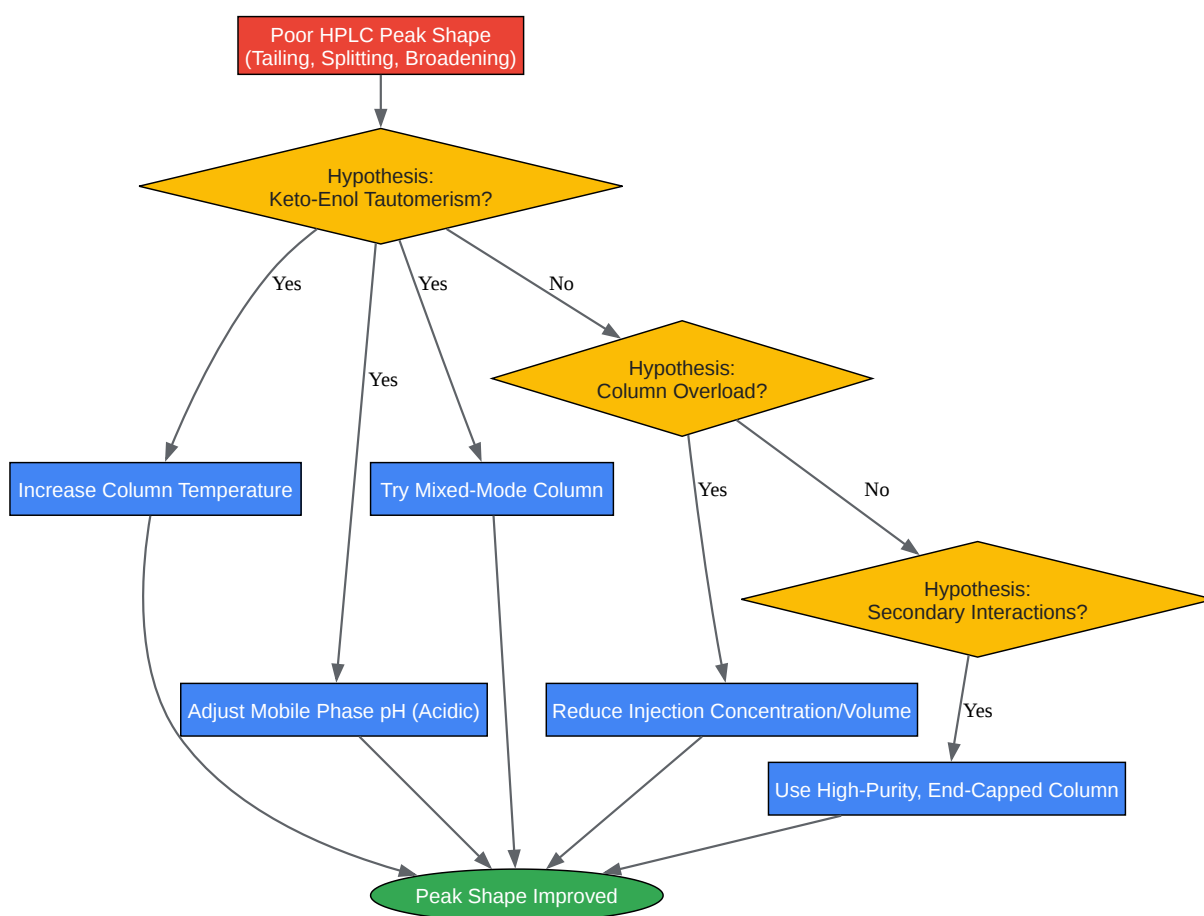 Poor HPLC Peak Shape
(Tailing, Splitting, Broadening)
Hypothesis:
Keto-Enol Tautomerism?
Yes
Yes
Yes
No
Hypothesis:
Column Overload?
Increase Column Temperature
Try Mixed-Mode Column
Yes
No
Hypothesis:
Secondary Interactions?
Adjust Mobile Phase pH (Acidic)
Reduce Injection Concentration/Volume
Yes
Use High-Purity, End-Capped Column
Peak Shape Improved